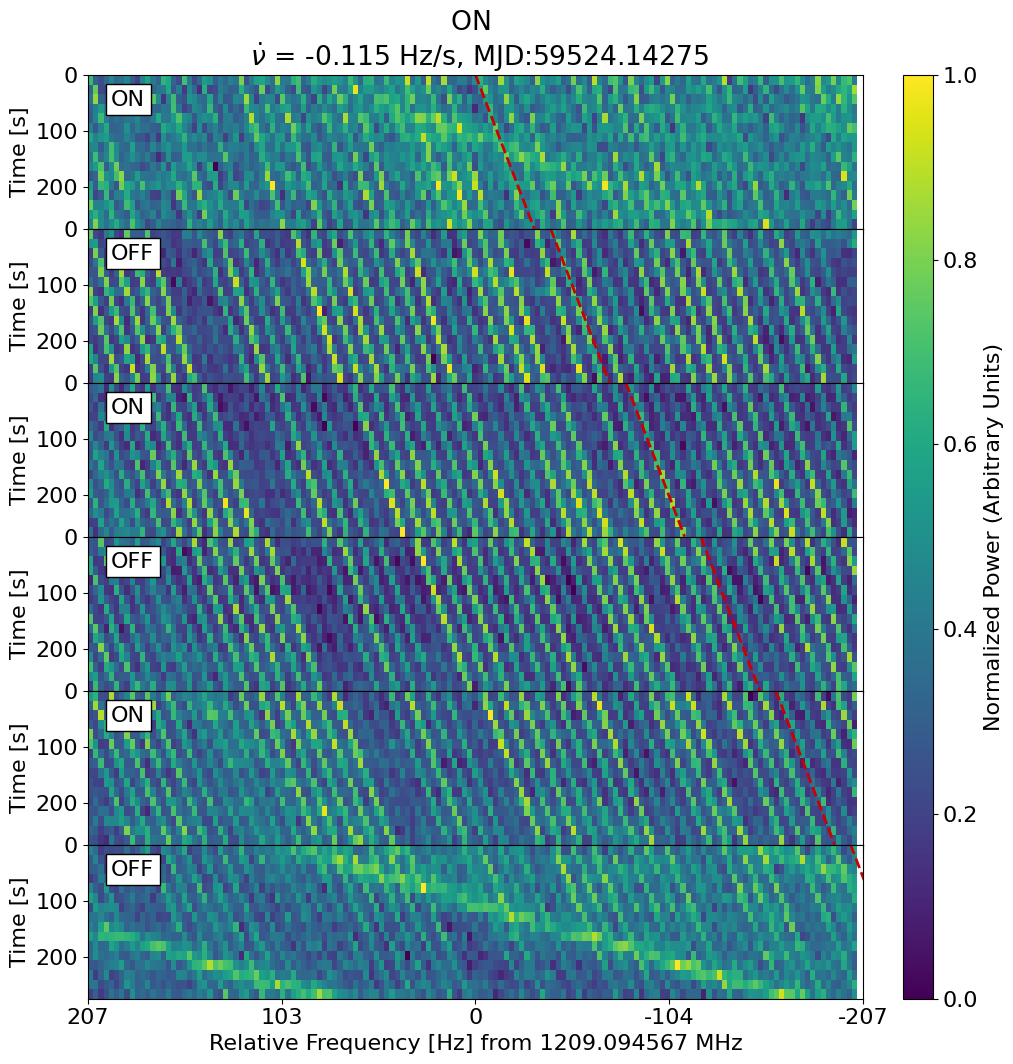 ON
ν̇ = -0.115 Hz/s, MJD:59524.14275
0
ON
100
Time [s]
200
0
OFF
100
Time [s]
200
0
ON
100
Time [s]
200
0
OFF
100
Time [s]
200
0
ON
100
Time [s]
200
0
OFF
100
Time [s]
200
207 103 0 -104 -207
Relative Frequency [Hz] from 1209.094567 MHz
1.0
0.8
0.6
0.4
0.2
0.0
Normalized Power (Arbitrary Units)